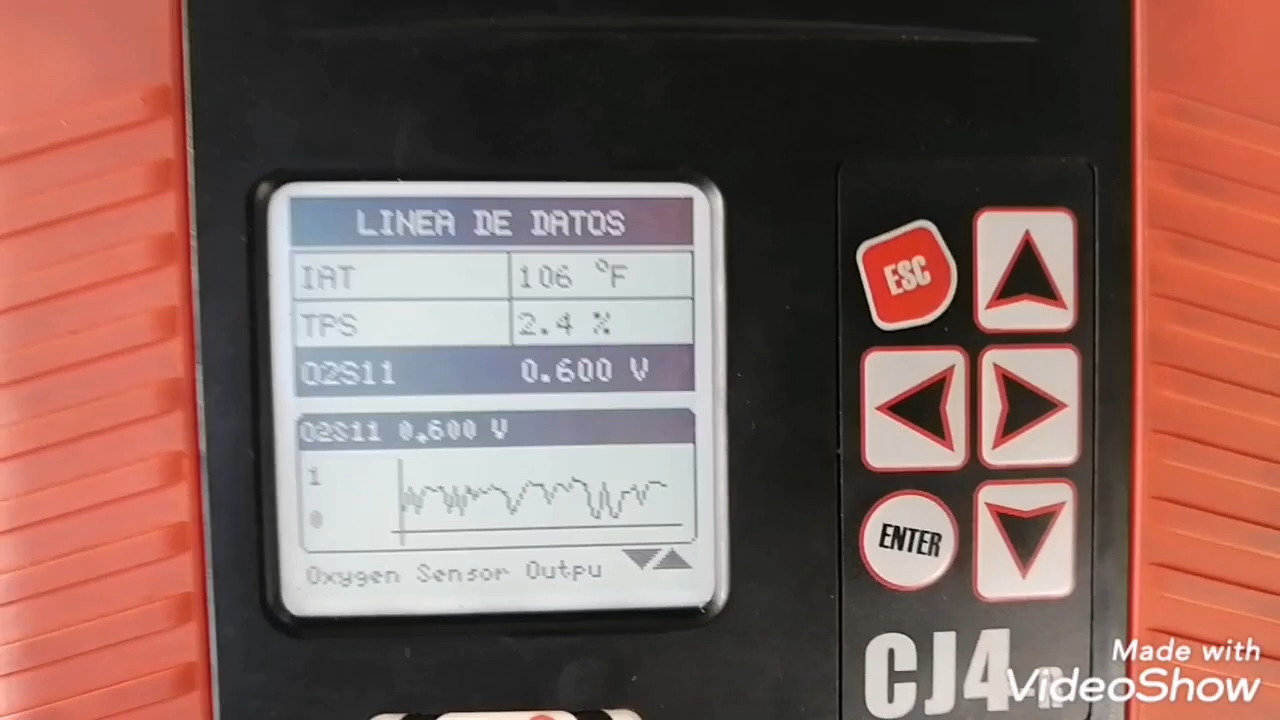 LINEA DE DATOS
IAT 106 °F
TPS 2.4 %
O2S11 0.600 V
O2S11 0.600 V
1
0
Oxygen Sensor Outpu
ESC
ENTER
CJ4
Made with
VideoShow